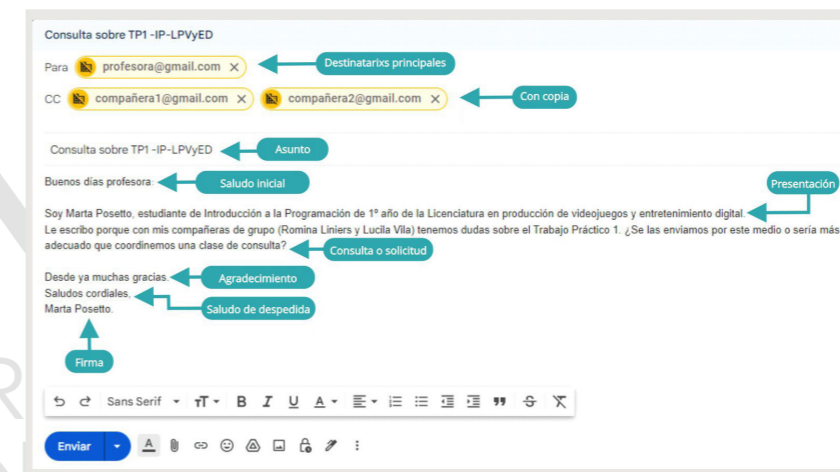 Consulta sobre TP1 -IP-LPVyED
Para profesora@gmail.com Destinatarixs principales
CC compañera1@gmail.com compañera2@gmail.com Con copia
Consulta sobre TP1 -IP-LPVyED Asunto
Buenos días profesora: Saludo inicial
Presentación
Soy Marta Posetto, estudiante de Introducción a la Programación de 1º año de la Licenciatura en producción de videojuegos y entretenimiento digital.
Le escribo porque con mis compañeras de grupo (Romina Liniers y Lucila Vila) tenemos dudas sobre el Trabajo Práctico 1. ¿Se las enviamos por este medio o sería más
adecuado que coordinemos una clase de consulta? Consulta o solicitud
Desde ya muchas gracias. Agradecimiento
Saludos cordiales,
Marta Posetto. Saludo de despedida
Firma
Sans Serif
Enviar